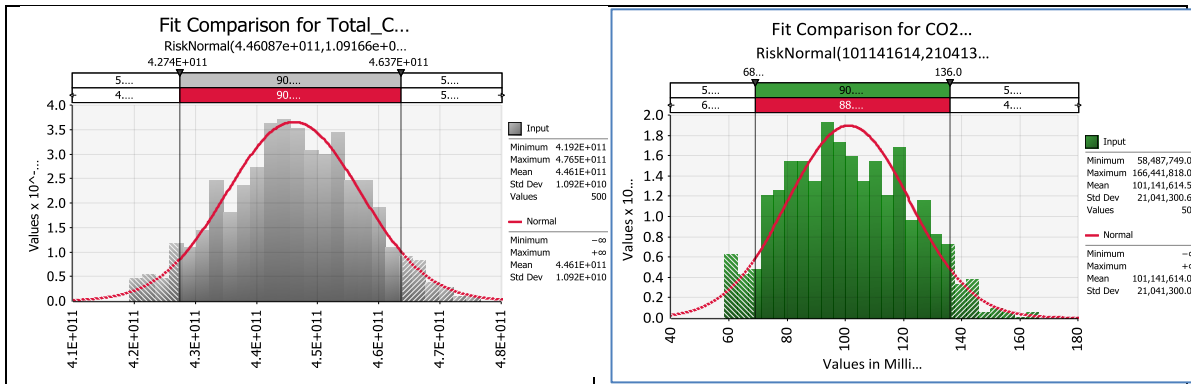 Fit Comparison for Total_C...
RiskNormal(4.46087e+011,1.09166e+0...
4.274E+011 4.637E+011
5.... 90.... 5....
4.... 90.... 5....
4.0
3.5
3.0
2.5
2.0
1.5
1.0
0.5
0.0
Values x 10^-...
4.1E+011 4.2E+011 4.3E+011 4.4E+011 4.5E+011 4.6E+011 4.7E+011 4.8E+011
Input
Minimum 4.192E+011
Maximum 4.765E+011
Mean 4.461E+011
Std Dev 1.092E+010
Values 500
Normal
Minimum −∞
Maximum +∞
Mean 4.461E+011
Std Dev 1.092E+010
Fit Comparison for CO2...
RiskNormal(101141614,210413...
68... 136.0
5.... 90.... 5....
6.... 88.... 4....
2.0
1.8
1.6
1.4
1.2
1.0
0.8
0.6
0.4
0.2
0.0
Values x 10...
40 60 80 100 120 140 160 180
Values in Milli...
Input
Minimum 58,487,749.0
Maximum 166,441,818.0
Mean 101,141,614.5
Std Dev 21,041,300.6
Values 50
Normal
Minimum −∞
Maximum +∞
Mean 101,141,614.0
Std Dev 21,041,300.0